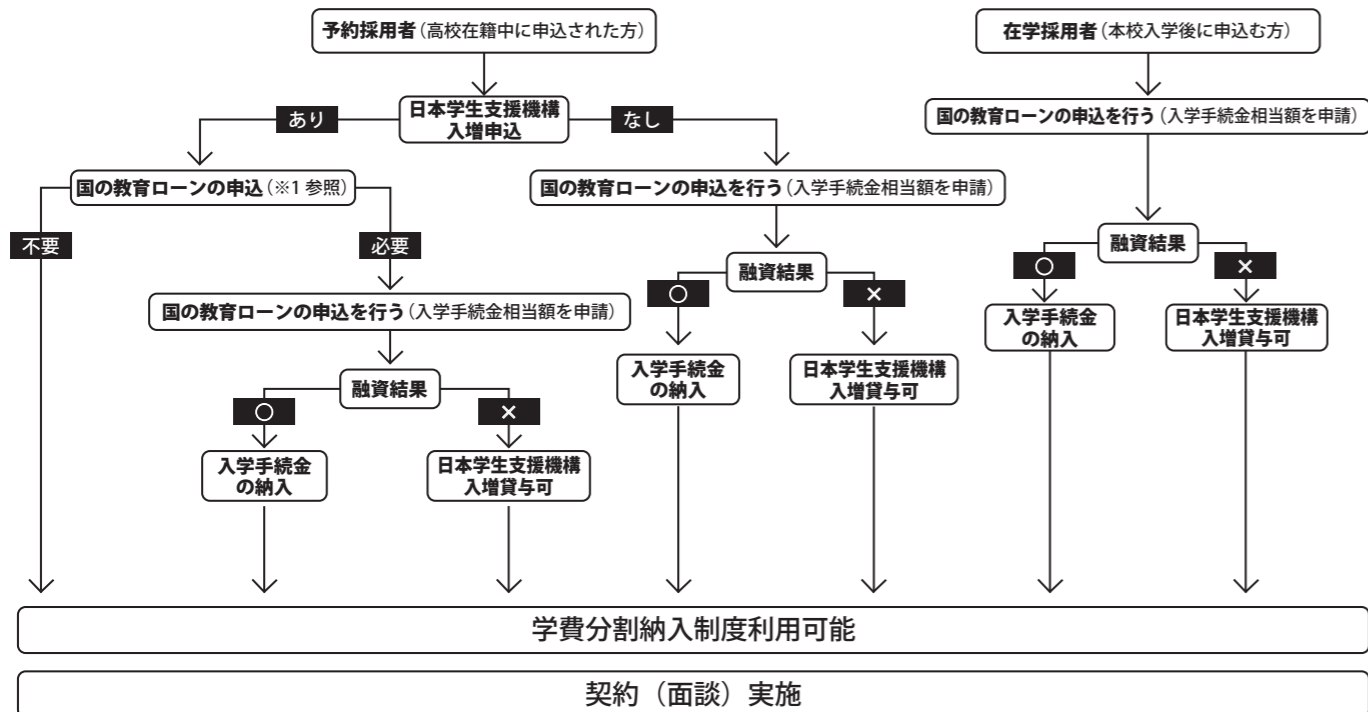 予約採用者(高校在籍中に申込された方)
在学採用者(本校入学後に申込む方)
日本学生支援機構
入増申込
あり
なし
国の教育ローンの申込を行う(入学手続金相当額を申請)
国の教育ローンの申込(※1 参照)
国の教育ローンの申込を行う(入学手続金相当額を申請)
不要
必要
融資結果
○
×
融資結果
○
×
国の教育ローンの申込を行う(入学手続金相当額を申請)
入学手続金
の納入
日本学生支援機構
入増貸与可
入学手続金
の納入
日本学生支援機構
入増貸与可
融資結果
○
×
入学手続金
の納入
日本学生支援機構
入増貸与可
学費分割納入制度利用可能
契約(面談)実施